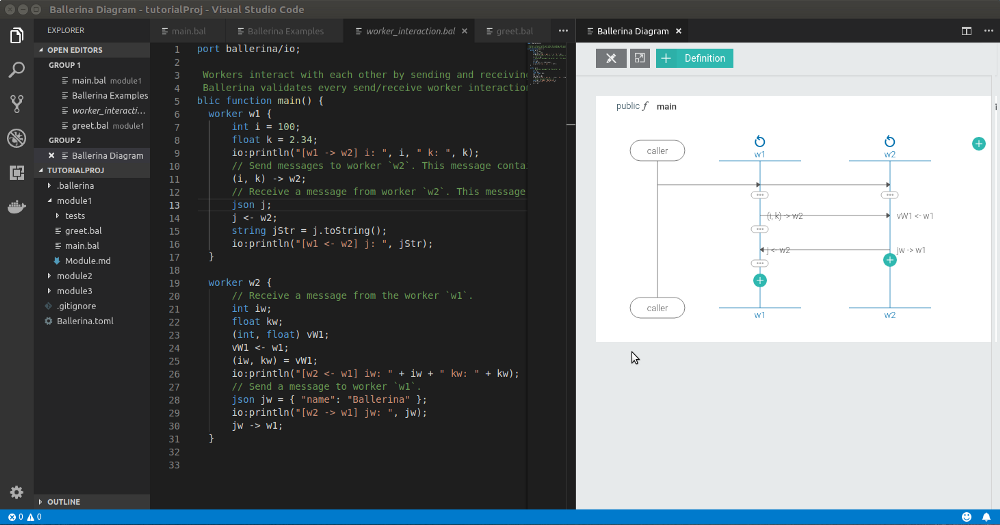 Ballerina Diagram - tutorialProj - Visual Studio Code
EXPLORER
OPEN EDITORS
GROUP 1
main.bal module1
Ballerina Examples
worker_interacti...
greet.bal module1
GROUP 2
Ballerina Diagram
TUTORIALPROJ
.ballerina
module1
tests
greet.bal
main.bal
Module.md
module2
module3
.gitignore
Ballerina.toml
OUTLINE
0 0
main.bal Ballerina Examples worker_interaction.bal greet.bal
1 port ballerina/io;
2
3 Workers interact with each other by sending and receiving
4 Ballerina validates every send/receive worker interaction
5 blic function main() {
6 worker w1 {
7 int i = 100;
8 float k = 2.34;
9 io:println("[w1 -> w2] i: ", i, " k: ", k);
10 // Send messages to worker `w2`. This message contai
11 (i, k) -> w2;
12 // Receive a message from worker `w2`. This message
13 json j;
14 j <- w2;
15 string jStr = j.toString();
16 io:println("[w1 <- w2] j: ", jStr);
17 }
18
19 worker w2 {
20 // Receive a message from the worker `w1`.
21 int iw;
22 float kw;
23 (int, float) vW1;
24 vW1 <- w1;
25 (iw, kw) = vW1;
26 io:println("[w2 <- w1] iw: " + iw + " kw: " + kw);
27 // Send a message to worker `w1`.
28 json jw = { "name": "Ballerina" };
29 io:println("[w2 -> w1] jw: ", jw);
30 jw -> w1;
31 }
32
33
Ballerina Diagram
Definition
public f main
caller w1 w2
(i, k) -> w2 vW1 <- w1
j <- w2 jw -> w1
caller w1 w2